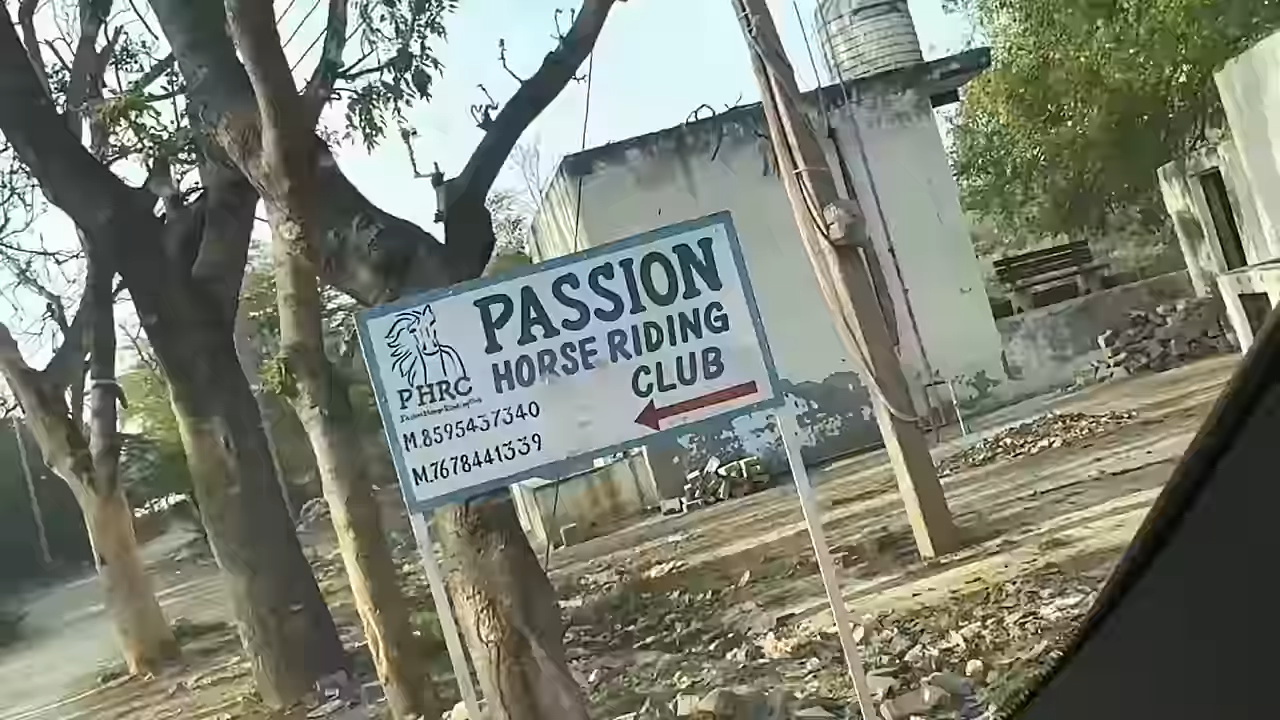 PASSION
HORSE RIDING
CLUB
PHRC
M.8595437340
M.7678441339